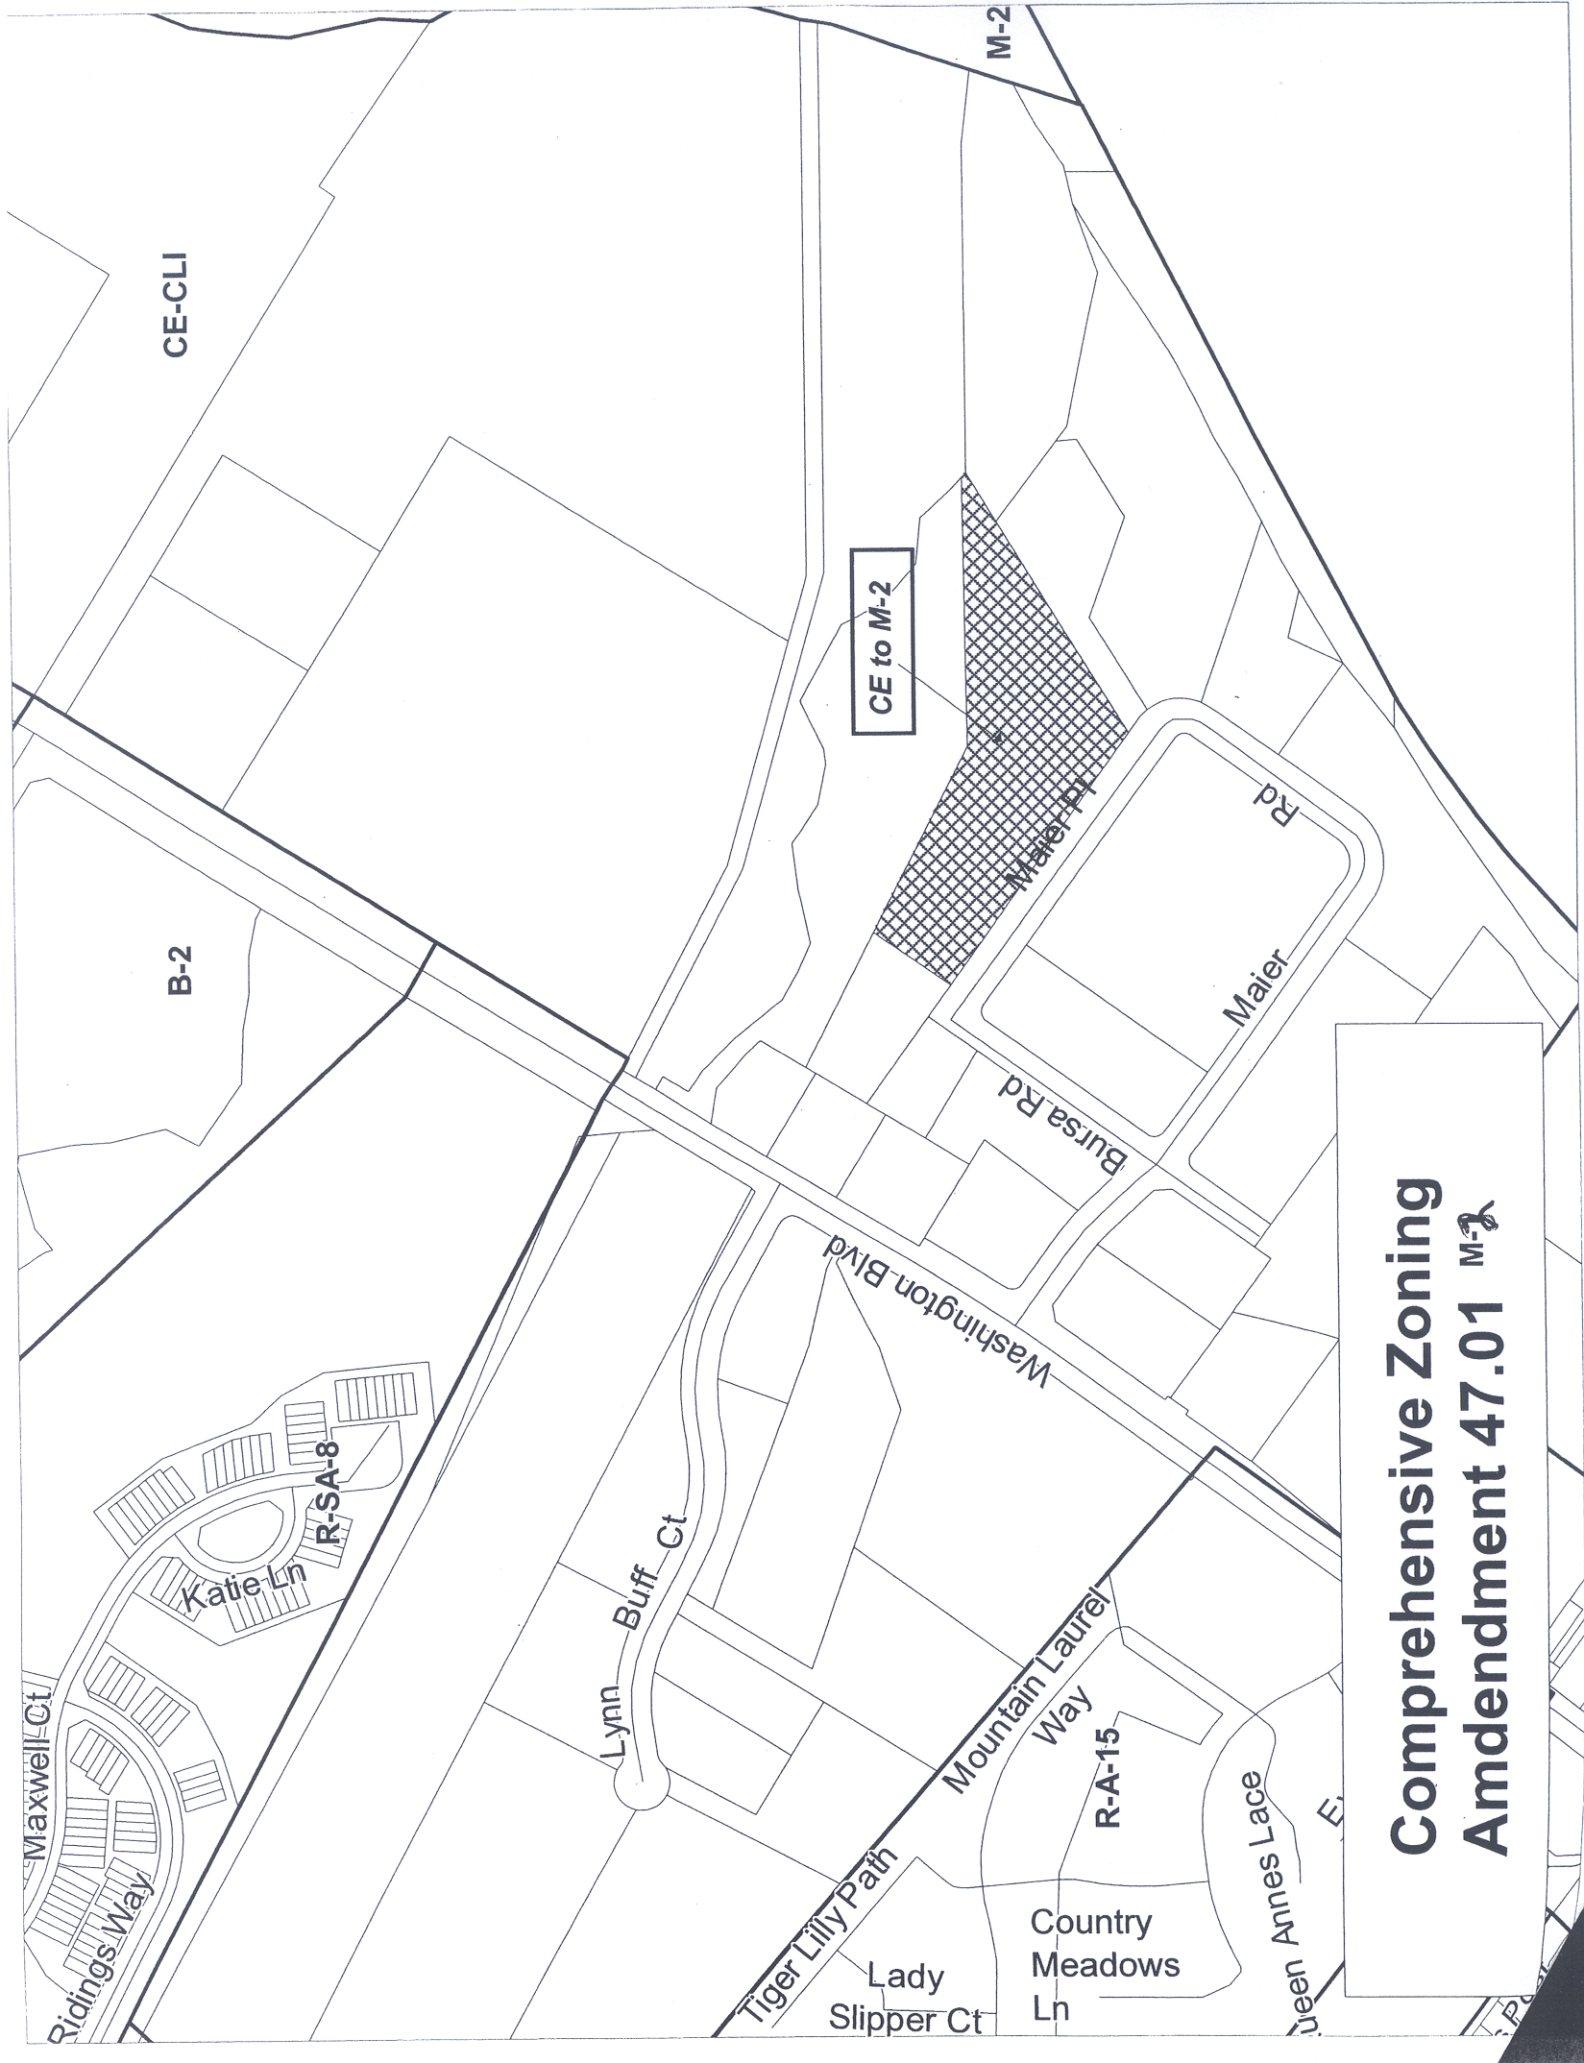 M-2
CE-CLI
B-2
CE to M-2
Maier Pl
Rd
Maier
Bursa Rd
Washington Blvd
R-SA-8
Katie Ln
Maxwell Ct
Ridings Way
Lynn Buff Ct
Mountain Laurel
Way
R-A-15
Tiger Lilly Path
Lady
Slipper Ct
Country
Meadows
Ln
ueen Annes Lace
Comprehensive Zoning
Amdendment 47.01 M-2